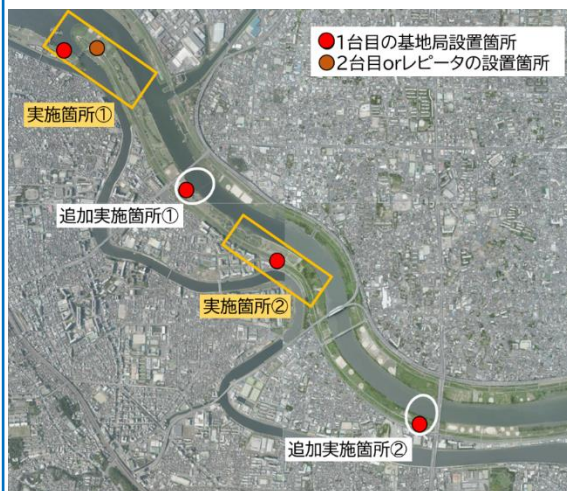 1台目の基地局設置箇所
2台目orレピータの設置箇所
実施箇所①
追加実施箇所①
実施箇所②
追加実施箇所②